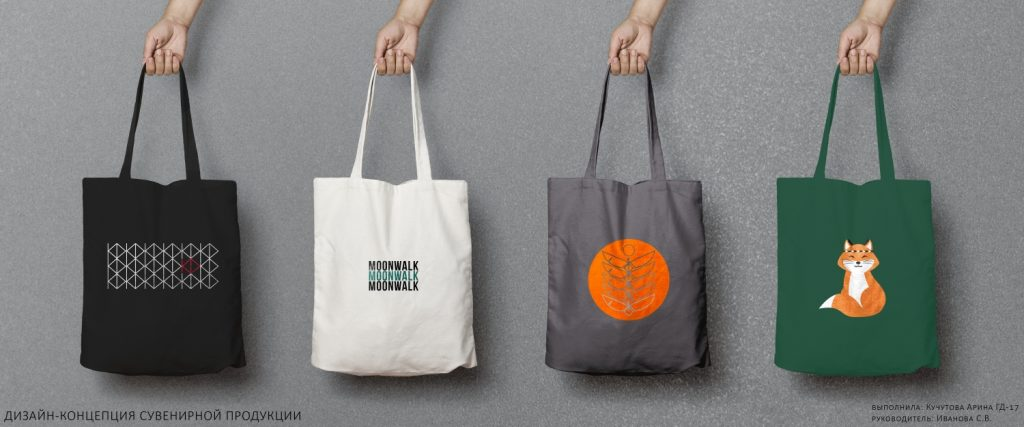 MOONWALK
MOONWALK
MOONWALK
ДИЗАЙН-КОНЦЕПЦИЯ СУВЕНИРНОЙ ПРОДУКЦИИ
ВЫПОЛНИЛА: КУЧУТОВА АРИНА ГД-17
РУКОВОДИТЕЛЬ: ИВАНОВА С.В.